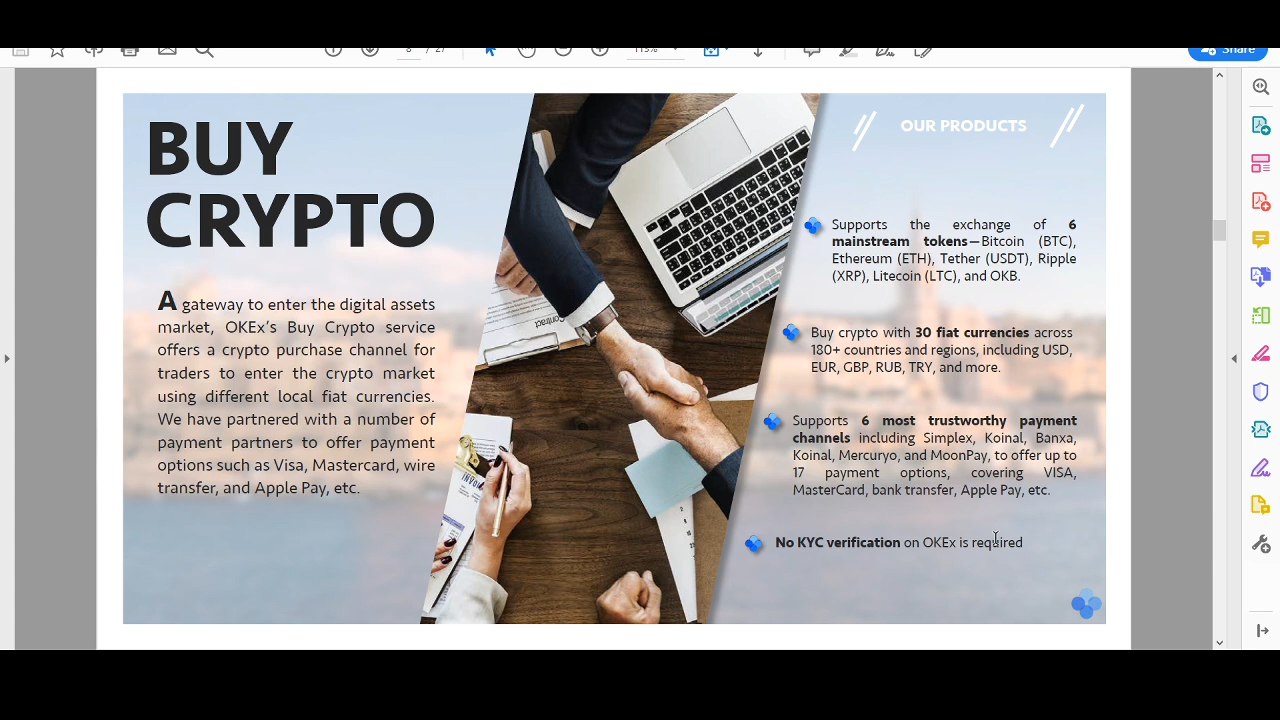 8 / 27
113%
Share
BUY
CRYPTO
A gateway to enter the digital assets
market, OKEx's Buy Crypto service
offers a crypto purchase channel for
traders to enter the crypto market
using different local fiat currencies.
We have partnered with a number of
payment partners to offer payment
options such as Visa, Mastercard, wire
transfer, and Apple Pay, etc.
Contract
INVOICE
OUR PRODUCTS
Supports the exchange of 6
mainstream tokens—Bitcoin (BTC),
Ethereum (ETH), Tether (USDT), Ripple
(XRP), Litecoin (LTC), and OKB.
Buy crypto with 30 fiat currencies across
180+ countries and regions, including USD,
EUR, GBP, RUB, TRY, and more.
Supports 6 most trustworthy payment
channels including Simplex, Koinal, Banxa,
Koinal, Mercuryo, and MoonPay, to offer up to
17 payment options, covering VISA,
MasterCard, bank transfer, Apple Pay, etc.
No KYC verification on OKEx is required